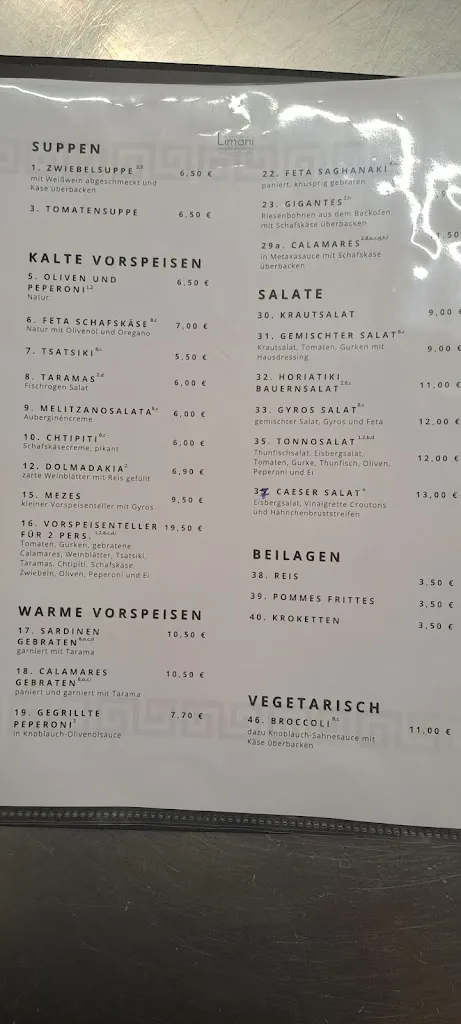 Limani
SUPPEN
1. ZWIEBELSUPPE 6,50 €
mit Weißwein abgeschmeckt und
Käse überbacken
3. TOMATENSUPPE 6,50 €
KALTE VORSPEISEN
5. OLIVEN UND
PEPERONI 1,2 6,50 €
Natur
6. FETA SCHAFSKÄSE 8,c 7,00 €
Natur mit Olivenöl und Oregano
7. TSATSIKI 8,c 5,50 €
8. TARAMAS 6,00 €
Fischrogen Salat
9. MELITZANOSALATA 6,00 €
Auberginencreme
10. CHTIPITI 8,c 6,00 €
Schafskäsecreme, pikant
12. DOLMADAKIA 6,90 €
zarte Weinblätter mit Reis gefüllt
15. MEZES 9,50 €
kleiner Vorspeisenteller mit Gyros
16. VORSPEISENTELLER 19,50 €
FÜR 2 PERS.
Tomaten, Gurken, gebratene
Calamares, Weinblätter, Tsatsiki,
Taramas, Chtipiti, Schafskäse,
Zwiebeln, Oliven, Peperoni und Ei
WARME VORSPEISEN
17. SARDINEN 10,50 €
GEBRATEN
garniert mit Tarama
18. CALAMARES 10,50 €
GEBRATEN
paniert und garniert mit Tarama
19. GEGRILLTE 7,70 €
PEPERONI
in Knoblauch-Olivenölsauce
22. FETA SAGHANAKI
paniert, knusprig gebraten
23. GIGANTES
Riesenbohnen aus dem Backofen
mit Schafskäse überbacken
29a. CALAMARES
in Metaxasauce mit Schafskäse
überbacken
SALATE
30. KRAUTSALAT 9,00 €
31. GEMISCHTER SALAT 9,00 €
Krautsalat, Tomaten, Gurken mit
Hausdressing
32. HORIATIKI
BAUERNSALAT 11,00 €
33. GYROS SALAT 12,00 €
gemischter Salat, Gyros und Feta
35. TONNOSALAT 12,00 €
Thunfischsalat, Eisbergsalat,
Tomaten, Gurke, Thunfisch, Oliven,
Peperoni und Ei
37 CAESER SALAT 13,00 €
Eisbergsalat, Vinaigrette Croutons
und Hähnchenbruststreifen
BEILAGEN
38. REIS 3,50 €
39. POMMES FRITTES 3,50 €
40. KROKETTEN 3,50 €
VEGETARISCH
46. BROCCOLI 8,c 11,00 €
dazu Knoblauch-Sahnesauce mit
Käse überbacken